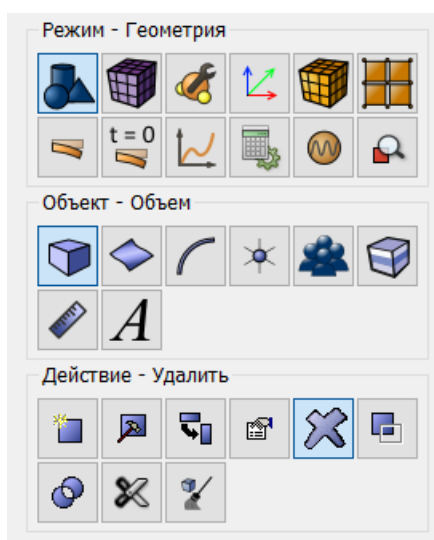 Режим - Геометрия
t = 0
Объект - Объем
A
Действие - Удалить